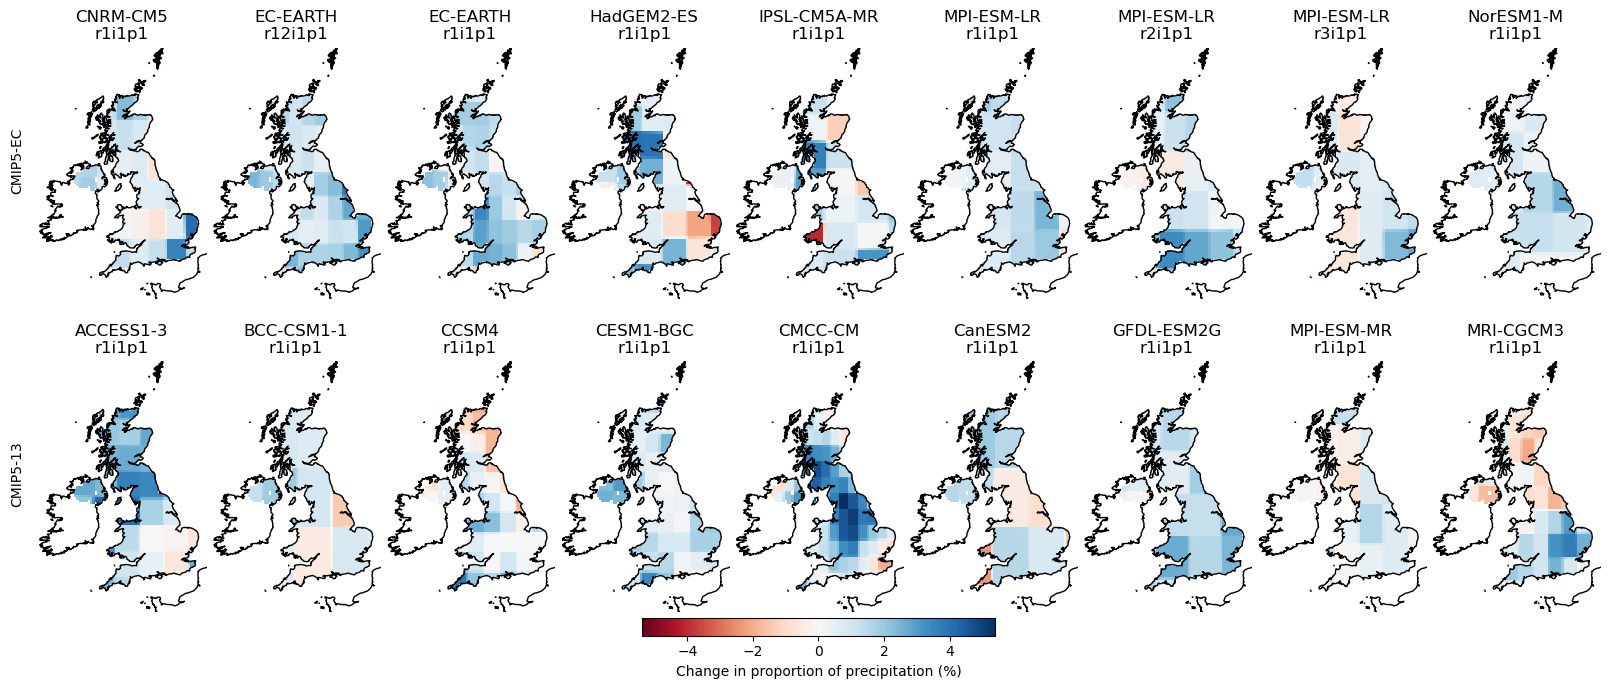 CNRM-CM5 EC-EARTH EC-EARTH HadGEM2-ES IPSL-CM5A-MR MPI-ESM-LR MPI-ESM-LR MPI-ESM-LR NorESM1-M
r1i1p1 r12i1p1 r1i1p1 r1i1p1 r1i1p1 r1i1p1 r2i1p1 r3i1p1 r1i1p1
CMIP5-EC
ACCESS1-3 BCC-CSM1-1 CCSM4 CESM1-BGC CMCC-CM CanESM2 GFDL-ESM2G MPI-ESM-MR MRI-CGCM3
r1i1p1 r1i1p1 r1i1p1 r1i1p1 r1i1p1 r1i1p1 r1i1p1 r1i1p1 r1i1p1
CMIP5-13
−4 −2 0 2 4
Change in proportion of precipitation (%)